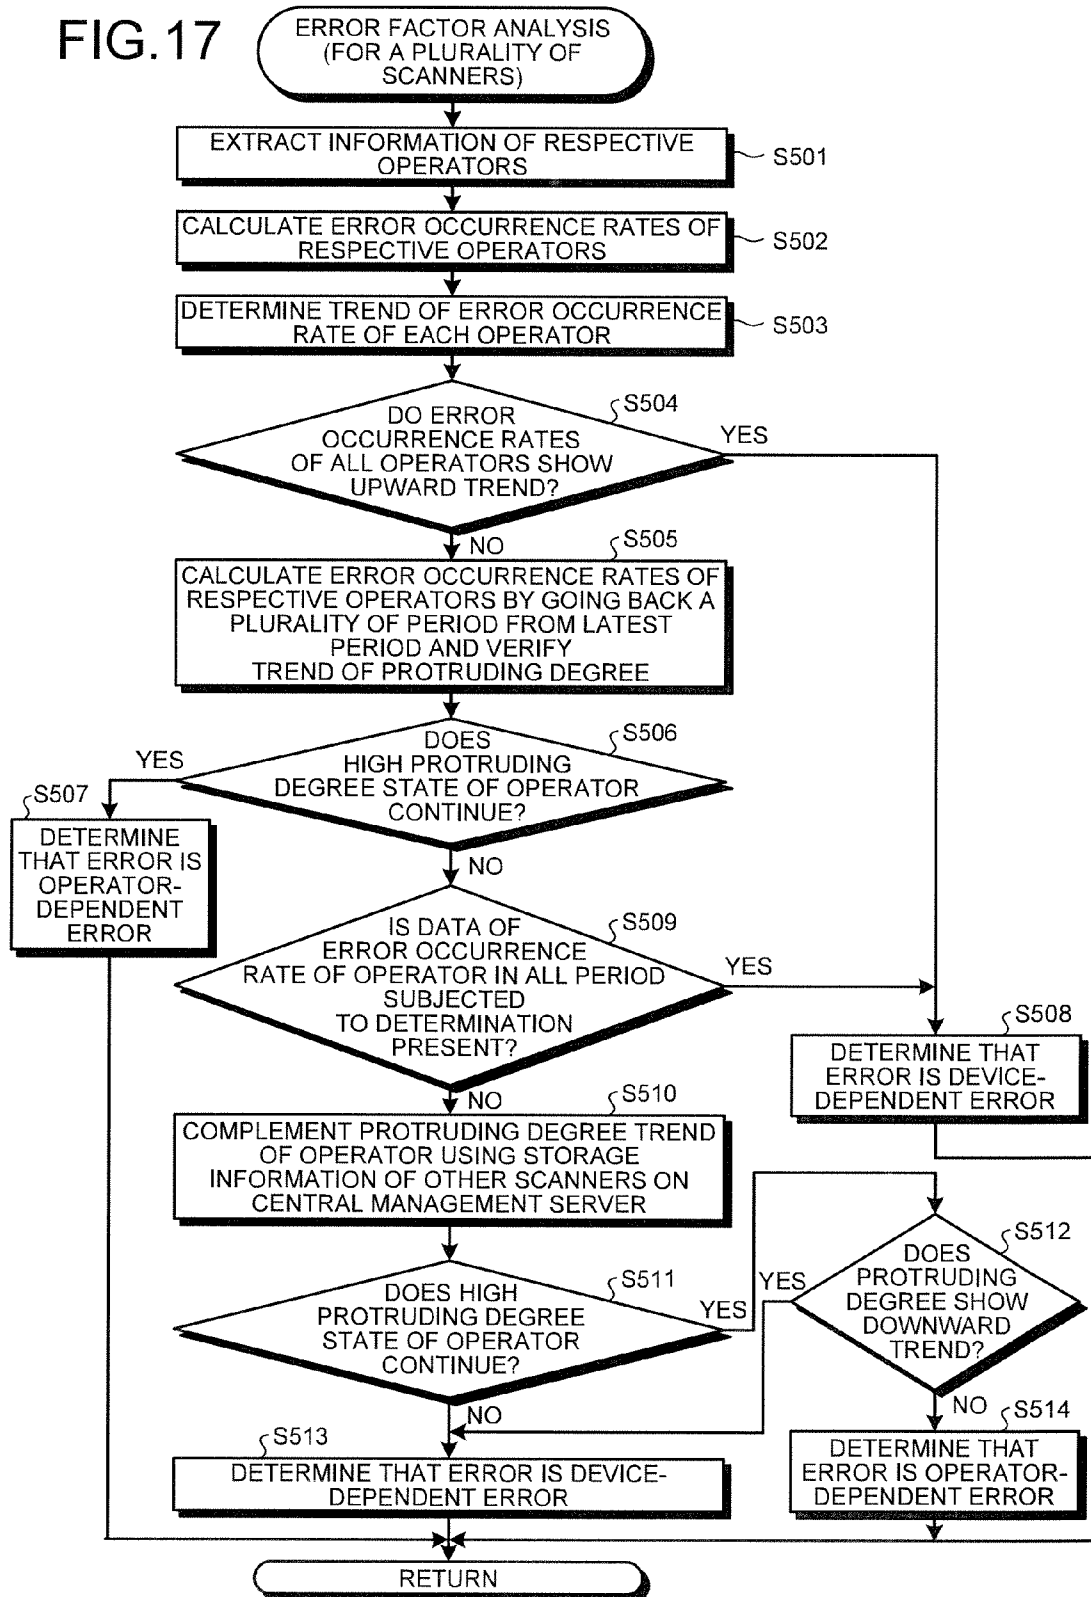 FIG.17
ERROR FACTOR ANALYSIS
(FOR A PLURALITY OF
SCANNERS)
EXTRACT INFORMATION OF RESPECTIVE
OPERATORS
S501
CALCULATE ERROR OCCURRENCE RATES OF
RESPECTIVE OPERATORS
S502
DETERMINE TREND OF ERROR OCCURRENCE
RATE OF EACH OPERATOR
S503
S504
DO ERROR
OCCURRENCE RATES
OF ALL OPERATORS SHOW
UPWARD TREND?
YES
NO
S505
CALCULATE ERROR OCCURRENCE RATES OF
RESPECTIVE OPERATORS BY GOING BACK A
PLURALITY OF PERIOD FROM LATEST
PERIOD AND VERIFY
TREND OF PROTRUDING DEGREE
S506
DOES
HIGH PROTRUDING
DEGREE STATE OF OPERATOR
CONTINUE?
YES
NO
S507
DETERMINE
THAT ERROR IS
OPERATOR-
DEPENDENT
ERROR
S509
IS DATA OF
ERROR OCCURRENCE
RATE OF OPERATOR IN ALL PERIOD
SUBJECTED
TO DETERMINATION
PRESENT?
YES
NO
S508
DETERMINE THAT
ERROR IS DEVICE-
DEPENDENT ERROR
S510
COMPLEMENT PROTRUDING DEGREE TREND
OF OPERATOR USING STORAGE
INFORMATION OF OTHER SCANNERS ON
CENTRAL MANAGEMENT SERVER
S511
DOES HIGH
PROTRUDING DEGREE
STATE OF OPERATOR
CONTINUE?
YES
NO
S512
DOES
PROTRUDING
DEGREE SHOW
DOWNWARD
TREND?
YES
NO
S513
DETERMINE THAT ERROR IS DEVICE-
DEPENDENT ERROR
S514
DETERMINE THAT
ERROR IS OPERATOR-
DEPENDENT ERROR
RETURN